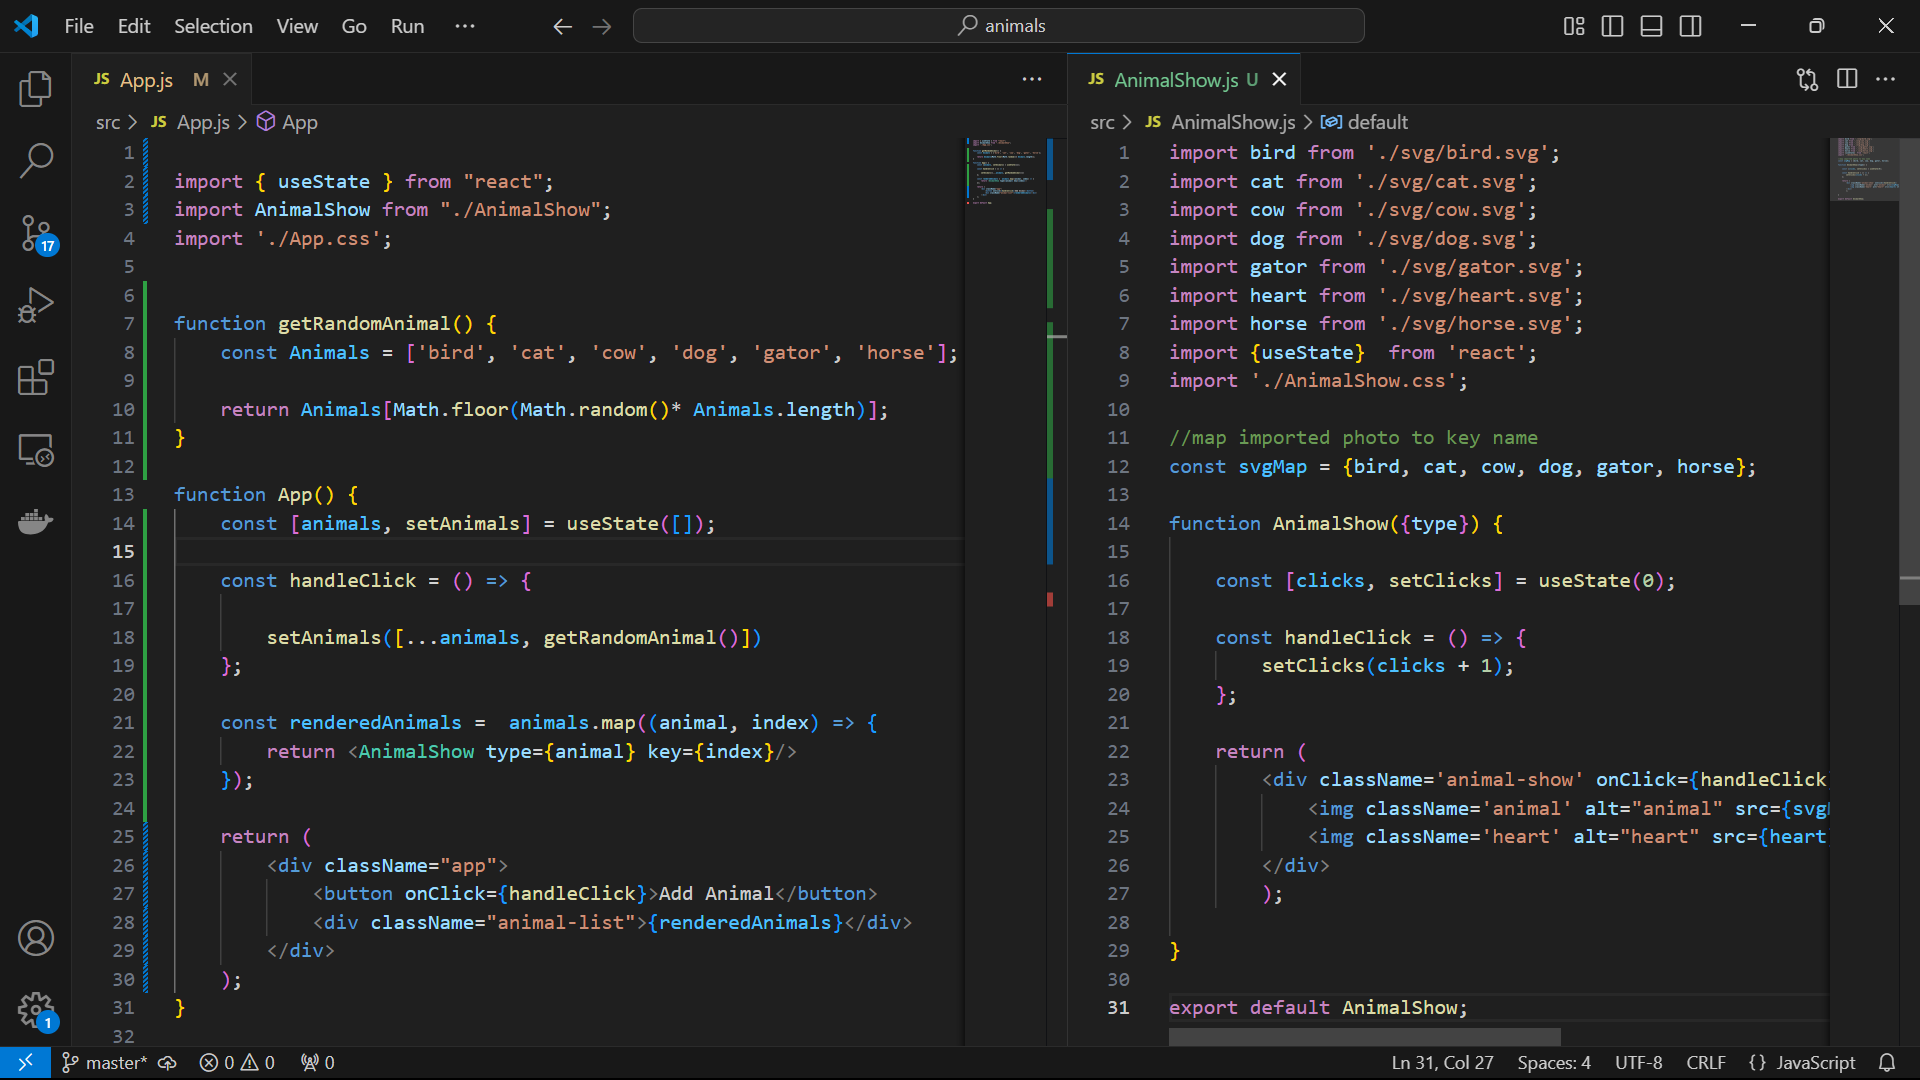 File Edit Selection View Go Run ··· animals
JS App.js M
src > JS App.js > App
1
2 import { useState } from "react";
3 import AnimalShow from "./AnimalShow";
4 import './App.css';
5
6
7 function getRandomAnimal() {
8 const Animals = ['bird', 'cat', 'cow', 'dog', 'gator', 'horse'];
9
10 return Animals[Math.floor(Math.random()* Animals.length)];
11 }
12
13 function App() {
14 const [animals, setAnimals] = useState([]);
15
16 const handleClick = () => {
17
18 setAnimals([...animals, getRandomAnimal()])
19 };
20
21 const renderedAnimals =  animals.map((animal, index) => {
22 return <AnimalShow type={animal} key={index}/>
23 });
24
25 return (
26 <div className="app">
27 <button onClick={handleClick}>Add Animal</button>
28 <div className="animal-list">{renderedAnimals}</div>
29 </div>
30 );
31 }
32
JS AnimalShow.js U
src > JS AnimalShow.js > default
1 import bird from './svg/bird.svg';
2 import cat from './svg/cat.svg';
3 import cow from './svg/cow.svg';
4 import dog from './svg/dog.svg';
5 import gator from './svg/gator.svg';
6 import heart from './svg/heart.svg';
7 import horse from './svg/horse.svg';
8 import {useState}  from 'react';
9 import './AnimalShow.css';
10
11 //map imported photo to key name
12 const svgMap = {bird, cat, cow, dog, gator, horse};
13
14 function AnimalShow({type}) {
15
16 const [clicks, setClicks] = useState(0);
17
18 const handleClick = () => {
19 setClicks(clicks + 1);
20 };
21
22 return (
23 <div className='animal-show' onClick={handleClick
24 <img className='animal' alt="animal" src={svg
25 <img className='heart' alt="heart" src={heart
26 </div>
27 );
28
29 }
30
31 export default AnimalShow;
17
1
master* 0 0 0 Ln 31, Col 27 Spaces: 4 UTF-8 CRLF {} JavaScript